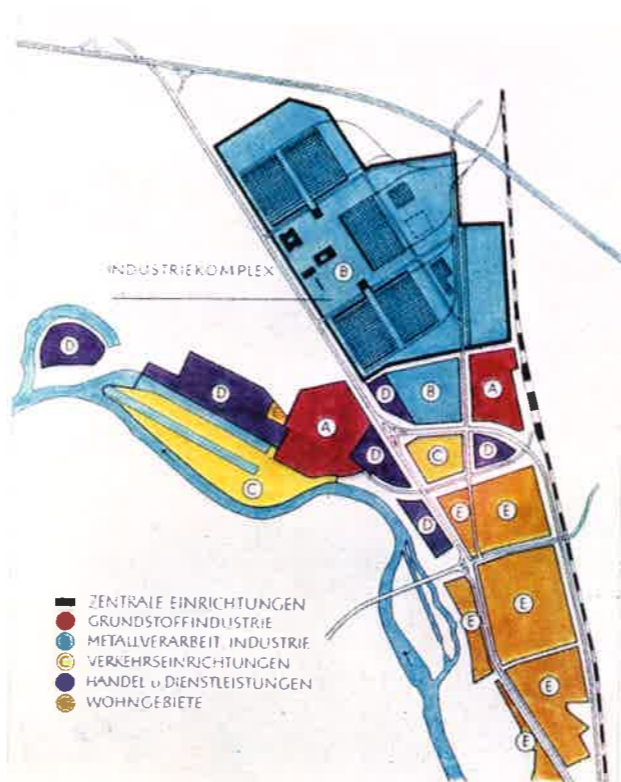 INDUSTRIEKOMPLEX
B
D
D
A
D
B
A
D
C
D
C
D
E
E
E
E
E
E
ZENTRALE EINRICHTUNGEN
GRUNDSTOFFINDUSTRIE
METALLVERARBEIT. INDUSTRIE
C VERKEHRSEINRICHTUNGEN
HANDEL u DIENSTLEISTUNGEN
WOHNGEBIETE